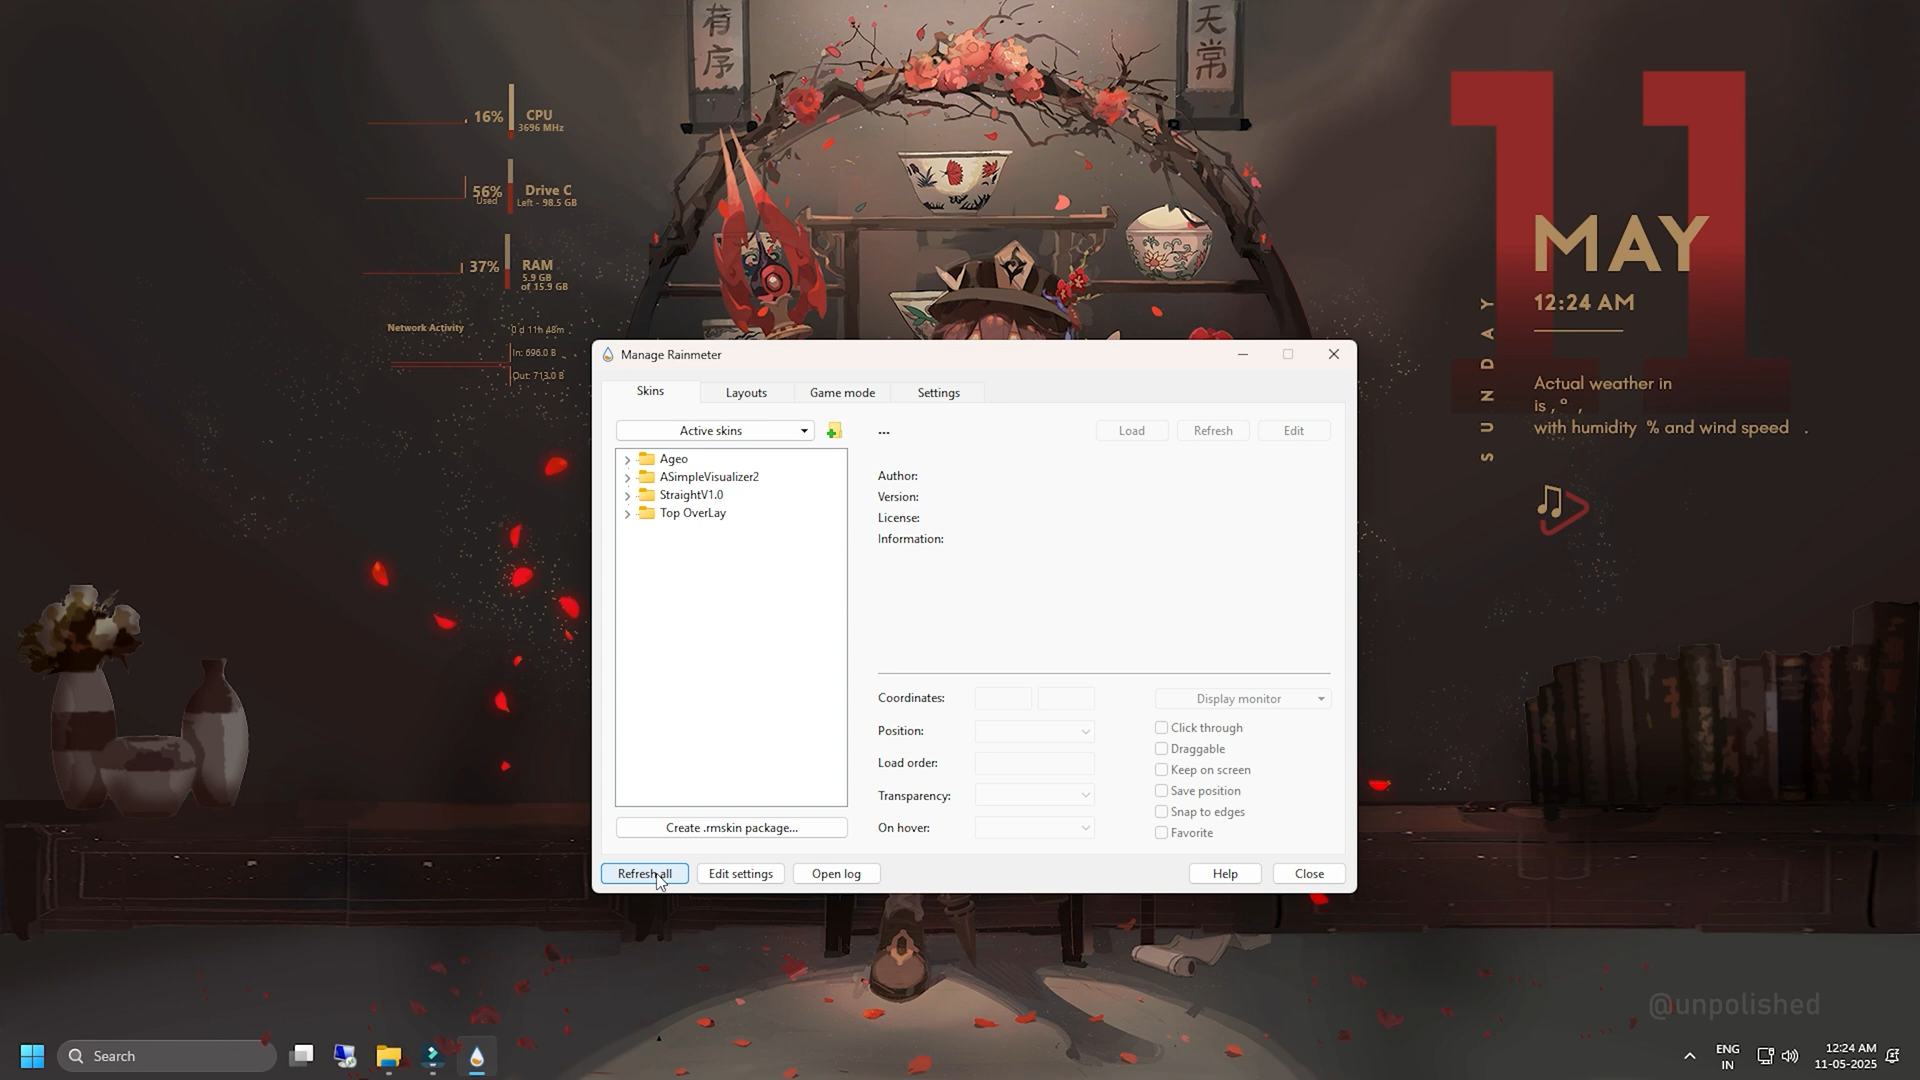 有序
天常
16%
CPU
3696 MHz
56%
Used
Drive C
Left - 98.5 GB
37%
RAM
5.9 GB
of 15.9 GB
Network Activity
0 d 11h 48m
In: 696.0 B
Out: 713.0 B
11
MAY
12:24 AM
SUNDAY
Actual weather in
is , ° ,
with humidity % and wind speed .
Manage Rainmeter
Skins
Layouts
Game mode
Settings
Active skins
---
Load
Refresh
Edit
Ageo
ASimpleVisualizer2
StraightV1.0
Top OverLay
Author:
Version:
License:
Information:
Coordinates:
Display monitor
Position:
Click through
Draggable
Load order:
Keep on screen
Transparency:
Save position
Snap to edges
On hover:
Favorite
Create .rmskin package...
Refresh all
Edit settings
Open log
Help
Close
@unpolished
Search
ENG
IN
12:24 AM
11-05-2025